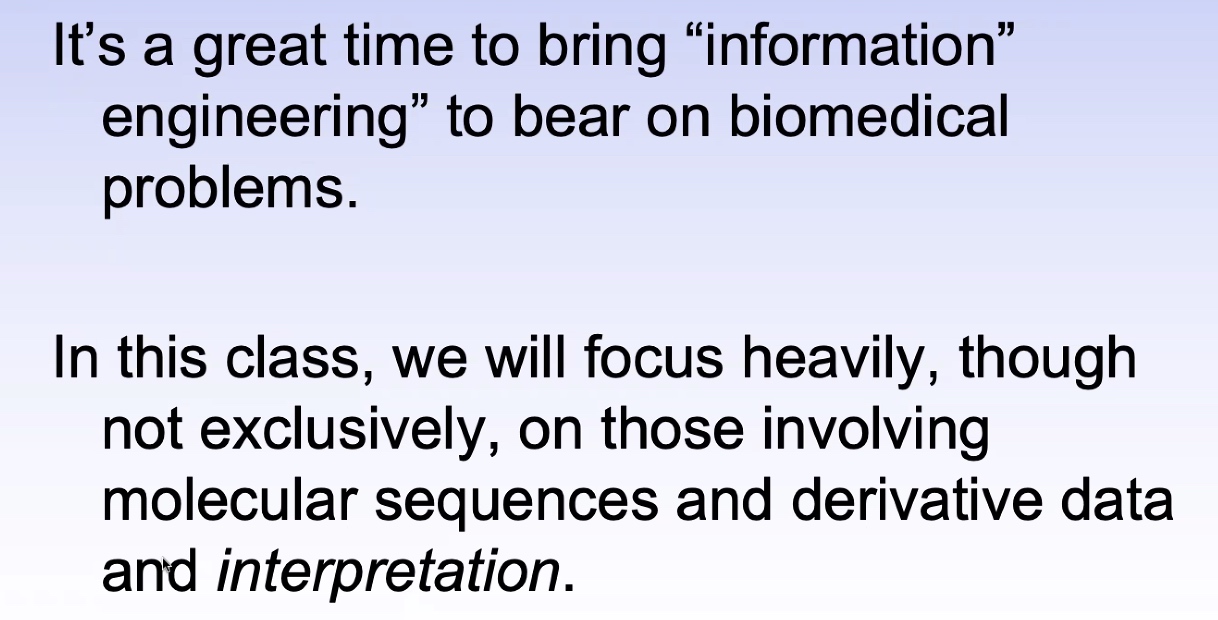 It’s a great time to bring “information”
engineering” to bear on biomedical
problems.
In this class, we will focus heavily, though
not exclusively, on those involving
molecular sequences and derivative data
and interpretation.